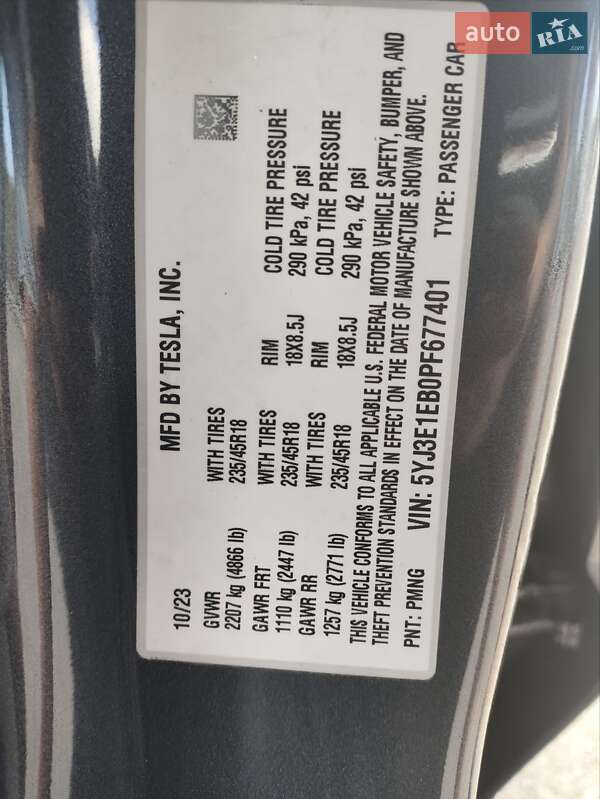 auto RIA.com
MFD BY TESLA, INC.
10/23
GVWR WITH TIRES
2207 kg (4866 lb) 235/45R18
GAWR FRT WITH TIRES RIM COLD TIRE PRESSURE
1110 kg (2447 lb) 235/45R18 18X8.5J 290 kPa, 42 psi
GAWR RR WITH TIRES RIM COLD TIRE PRESSURE
1257 kg (2771 lb) 235/45R18 18X8.5J 290 kPa, 42 psi
THIS VEHICLE CONFORMS TO ALL APPLICABLE U.S. FEDERAL MOTOR VEHICLE SAFETY, BUMPER, AND
THEFT PREVENTION STANDARDS IN EFFECT ON THE DATE OF MANUFACTURE SHOWN ABOVE.
PNT: PMNG VIN: 5YJ3E1EB0PF677401 TYPE: PASSENGER CAR